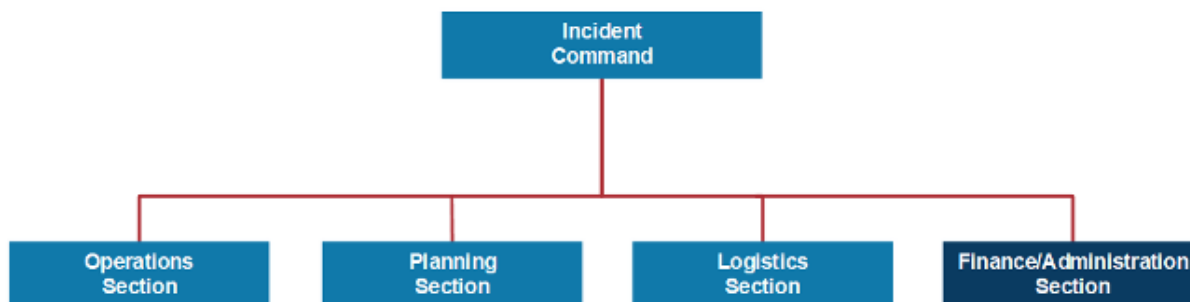 Incident
Command
Operations
Section
Planning
Section
Logistics
Section
Finance/Administration
Section